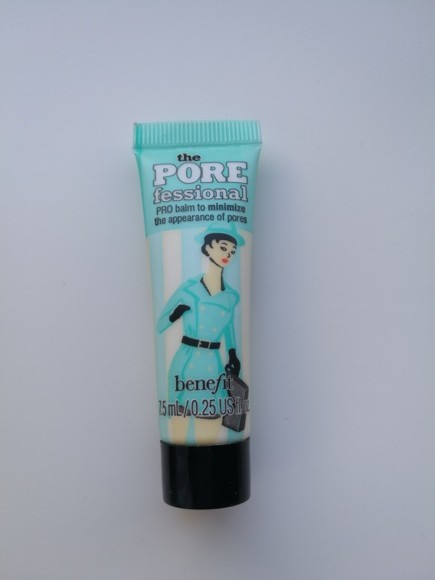 the
PORE
fessional
PRO balm to minimize
the appearance of pores
benefit
7.5 mL/0.25 US fl.